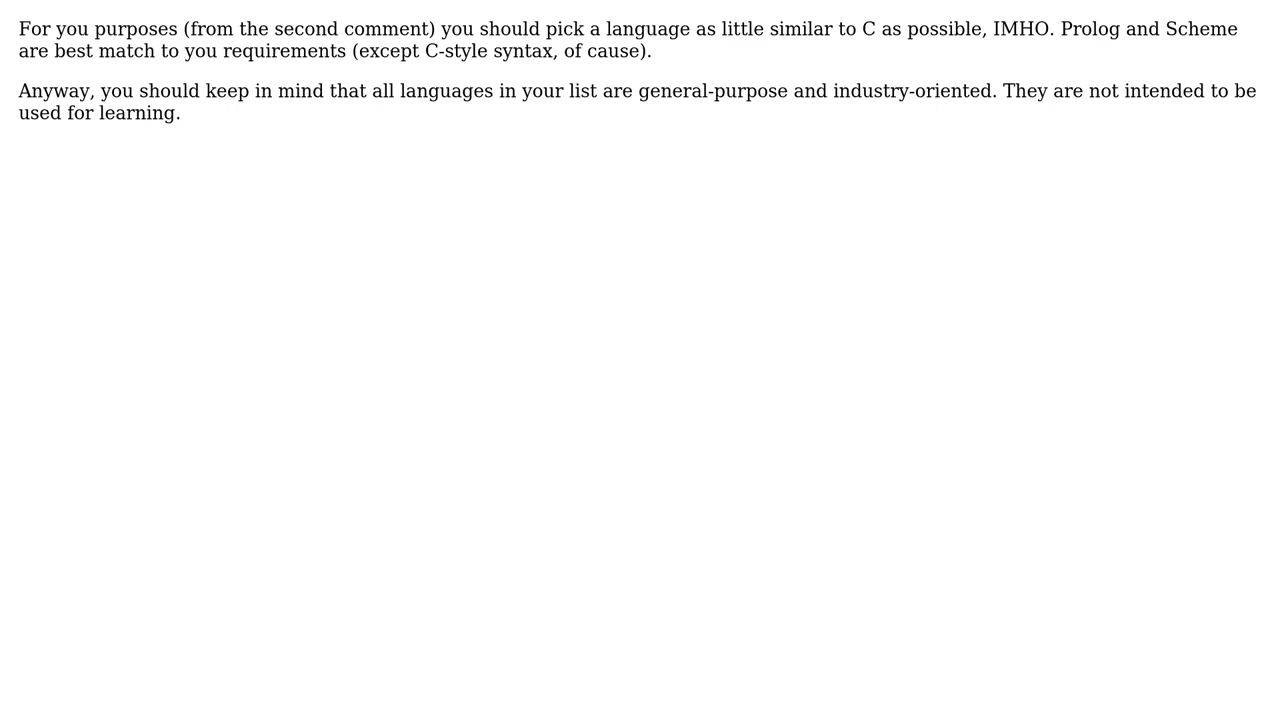 For you purposes (from the second comment) you should pick a language as little similar to C as possible, IMHO. Prolog and Scheme
are best match to you requirements (except C-style syntax, of cause).
Anyway, you should keep in mind that all languages in your list are general-purpose and industry-oriented. They are not intended to be
used for learning.